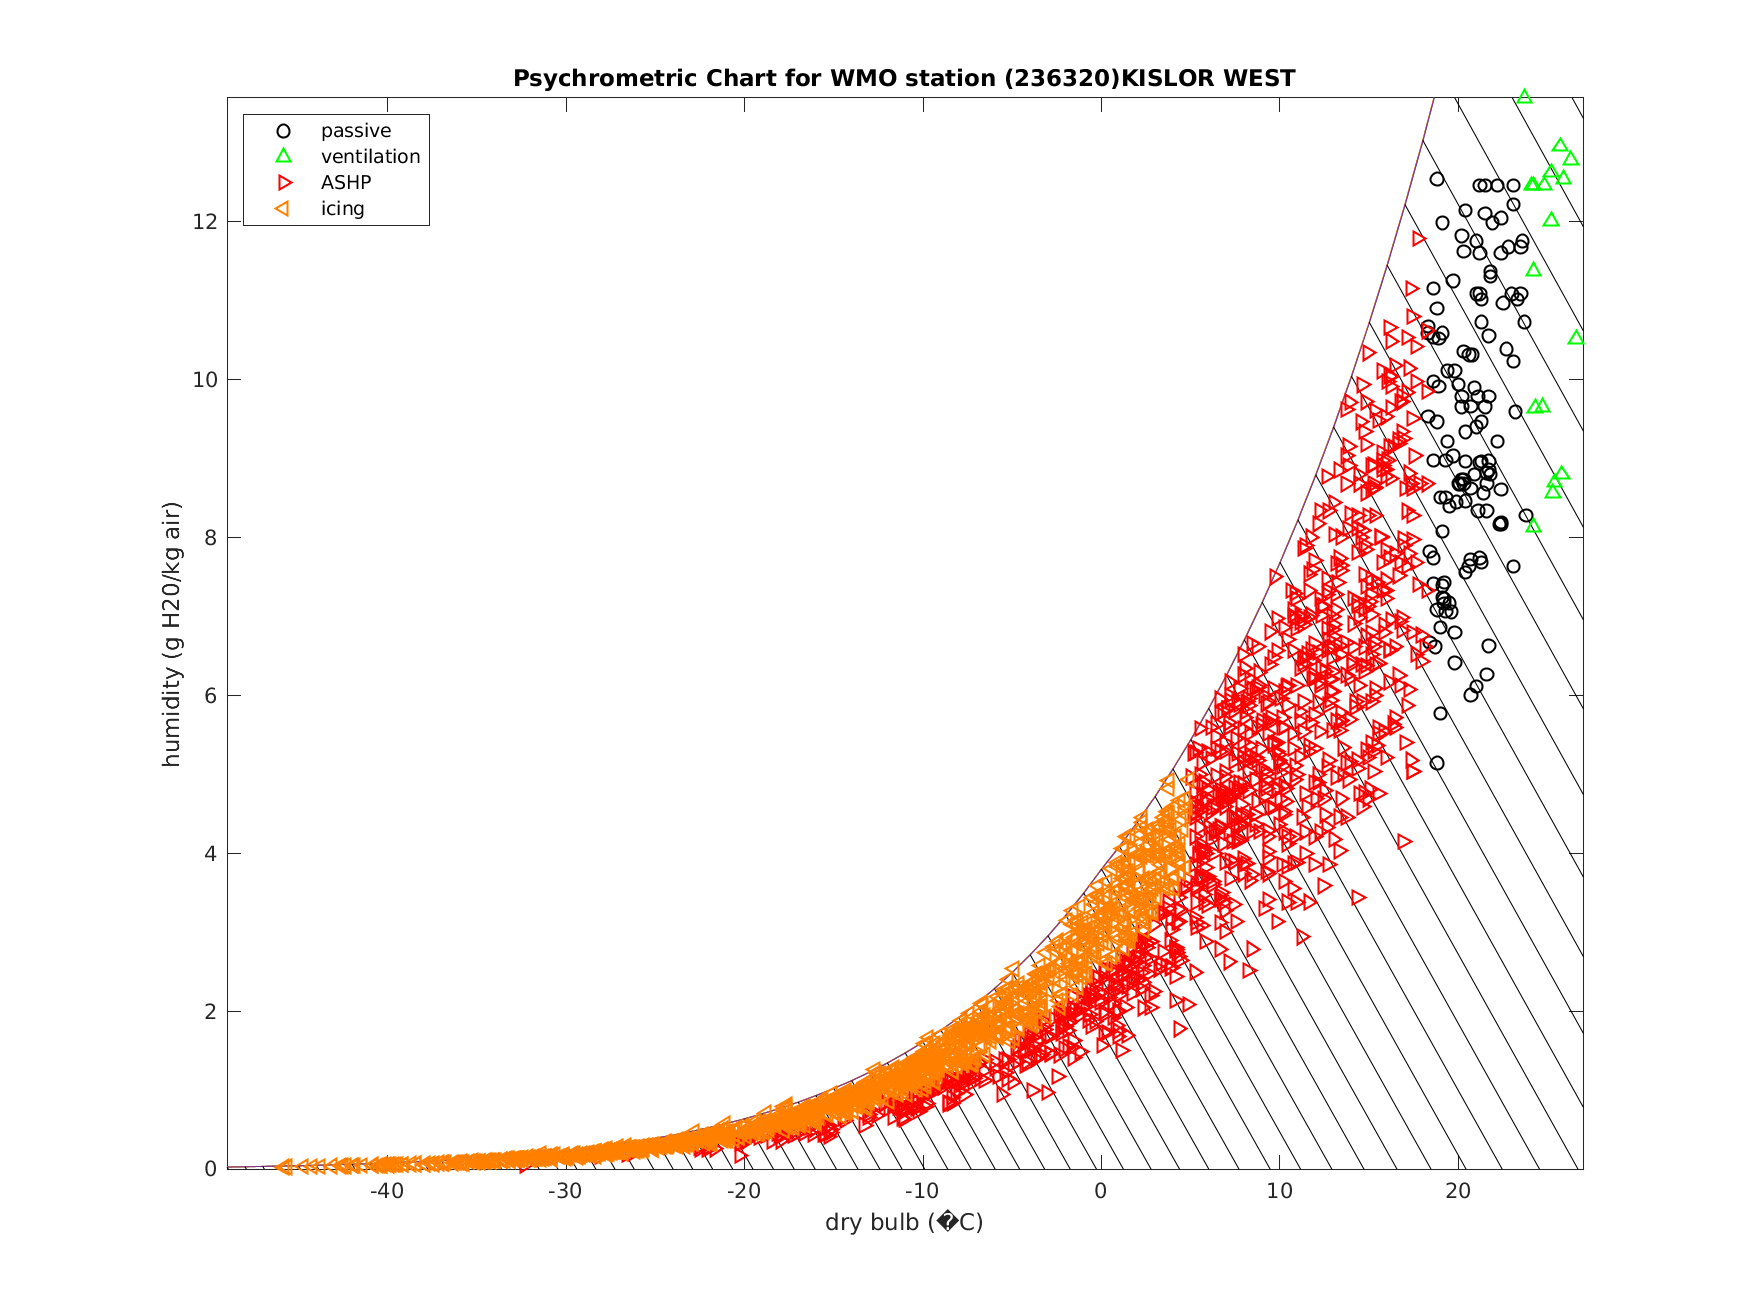 Psychrometric Chart for WMO station (236320)KISLOR WEST
passive
ventilation
ASHP
icing
humidity (g H20/kg air)
12
10
8
6
4
2
0
-40 -30 -20 -10 0 10 20
dry bulb (�C)